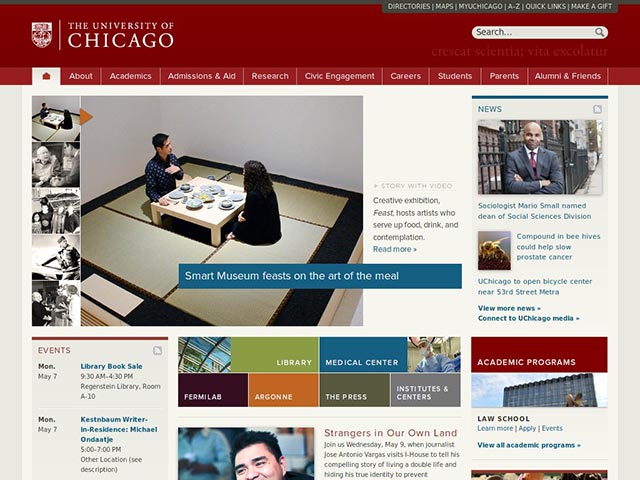 DIRECTORIES | MAPS | MYUCHICAGO | A–Z | QUICK LINKS | MAKE A GIFT
THE UNIVERSITY OF
CHICAGO
Search...
crescat scientia; vita excolatur
About
Academics
Admissions & Aid
Research
Civic Engagement
Careers
Students
Parents
Alumni & Friends
STORY WITH VIDEO
Creative exhibition,
Feast, hosts artists who
serve up food, drink, and
contemplation.
Read more »
Smart Museum feasts on the art of the meal
NEWS
Sociologist Mario Small named
dean of Social Sciences Division
Compound in bee hives
could help slow
prostate cancer
UChicago to open bicycle center
near 53rd Street Metra
View more news »
Connect to UChicago media »
EVENTS
Mon.
May 7
Library Book Sale
9:30 AM–4:30 PM
Regenstein Library, Room
A-10
Mon.
May 7
Kestnbaum Writer-
in-Residence: Michael
Ondaatje
5:00–7:00 PM
Other Location (see
description)
LIBRARY
MEDICAL CENTER
FERMILAB
ARGONNE
THE PRESS
INSTITUTES &
CENTERS
Strangers in Our Own Land
Join us Wednesday, May 9, when journalist
Jose Antonio Vargas visits I-House to tell his
compelling story of living a double life and
hiding his true identity to prevent
ACADEMIC PROGRAMS
LAW SCHOOL
Learn more | Apply | Events
View all academic programs »